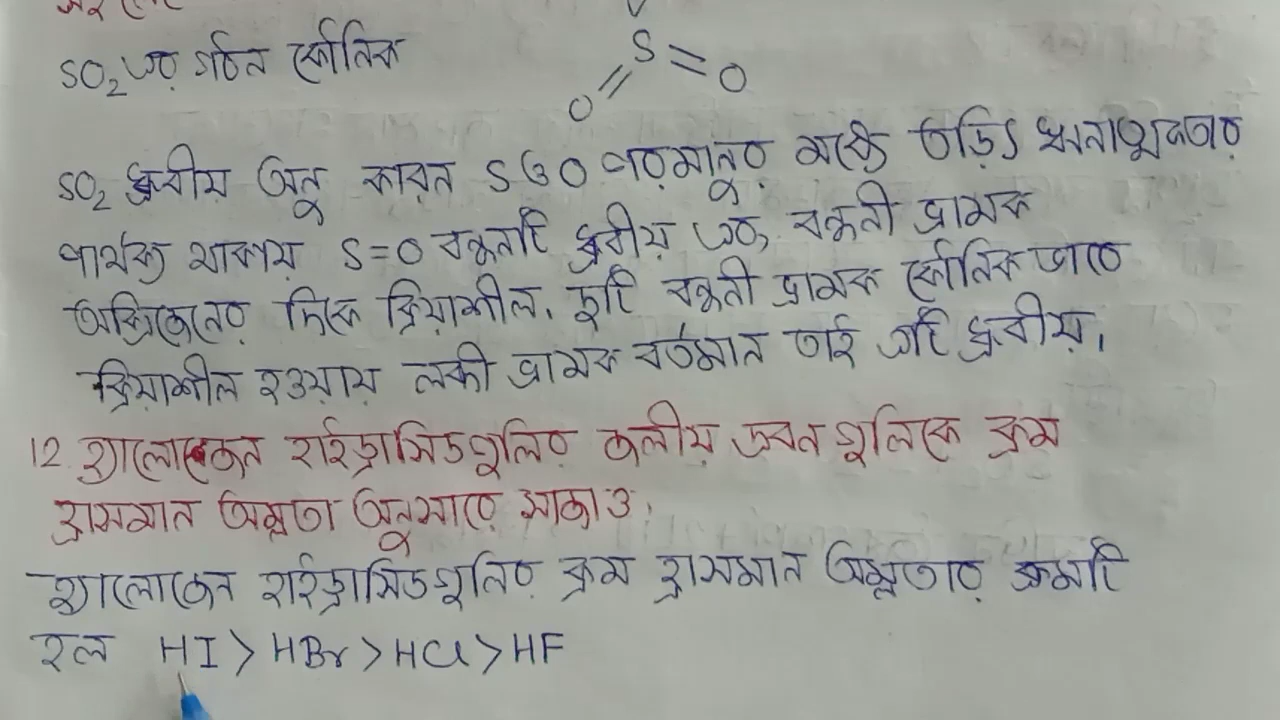 SO₂ এর গঠন কৌনিক
S
O = = O
SO₂ ধ্রুবীয় অনু কারন S ও O পরমানুর মধ্যে তড়িৎ ঋনাত্মকতার
পার্থক্য থাকায় S=O বন্ধনটি ধ্রুবীয় এর, বন্ধনী ভ্রামক
অক্সিজেনের দিকে ক্রিয়াশীল, দুটি বন্ধনী ভ্রামক কৌনিক ভাবে
ক্রিয়াশীল হওয়ায় লব্ধী ভ্রামক বর্তমান তাই এটি ধ্রুবীয়।
12. হ্যালোজেন হাইড্রাসিডগুলির জলীয় দ্রবনগুলিকে ক্রম
হ্রাসমান অম্লতা অনুসারে সাজাও।
হ্যালোজেন হাইড্রাসিডগুলির ক্রম হ্রাসমান অম্লতার ক্রমটি
হল HI > HBr > HCl > HF